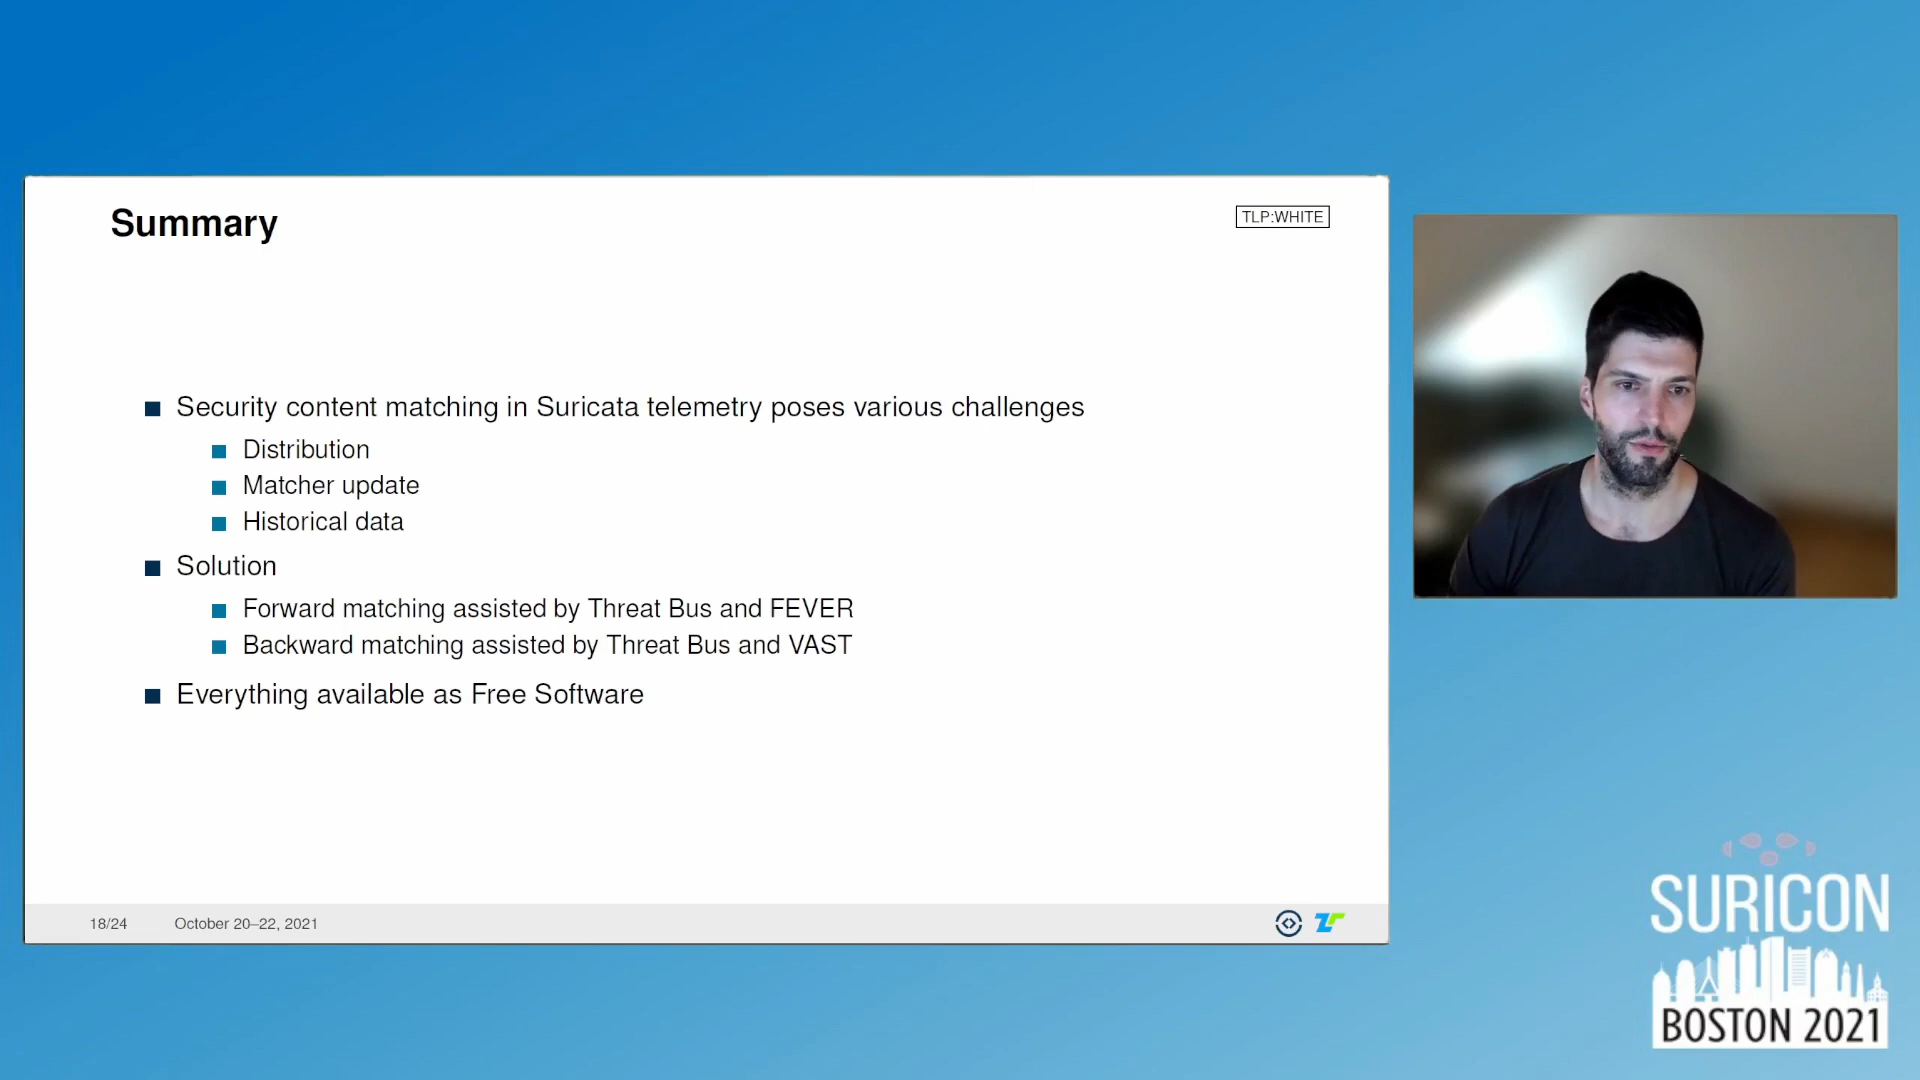 Summary
TLP:WHITE
Security content matching in Suricata telemetry poses various challenges
Distribution
Matcher update
Historical data
Solution
Forward matching assisted by Threat Bus and FEVER
Backward matching assisted by Threat Bus and VAST
Everything available as Free Software
18/24
October 20–22, 2021
SURICON
BOSTON 2021